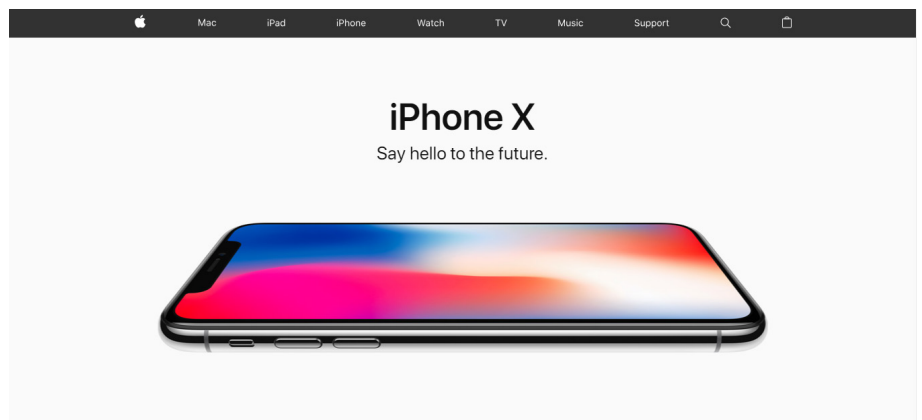 Mac iPad iPhone Watch TV Music Support
iPhone X
Say hello to the future.